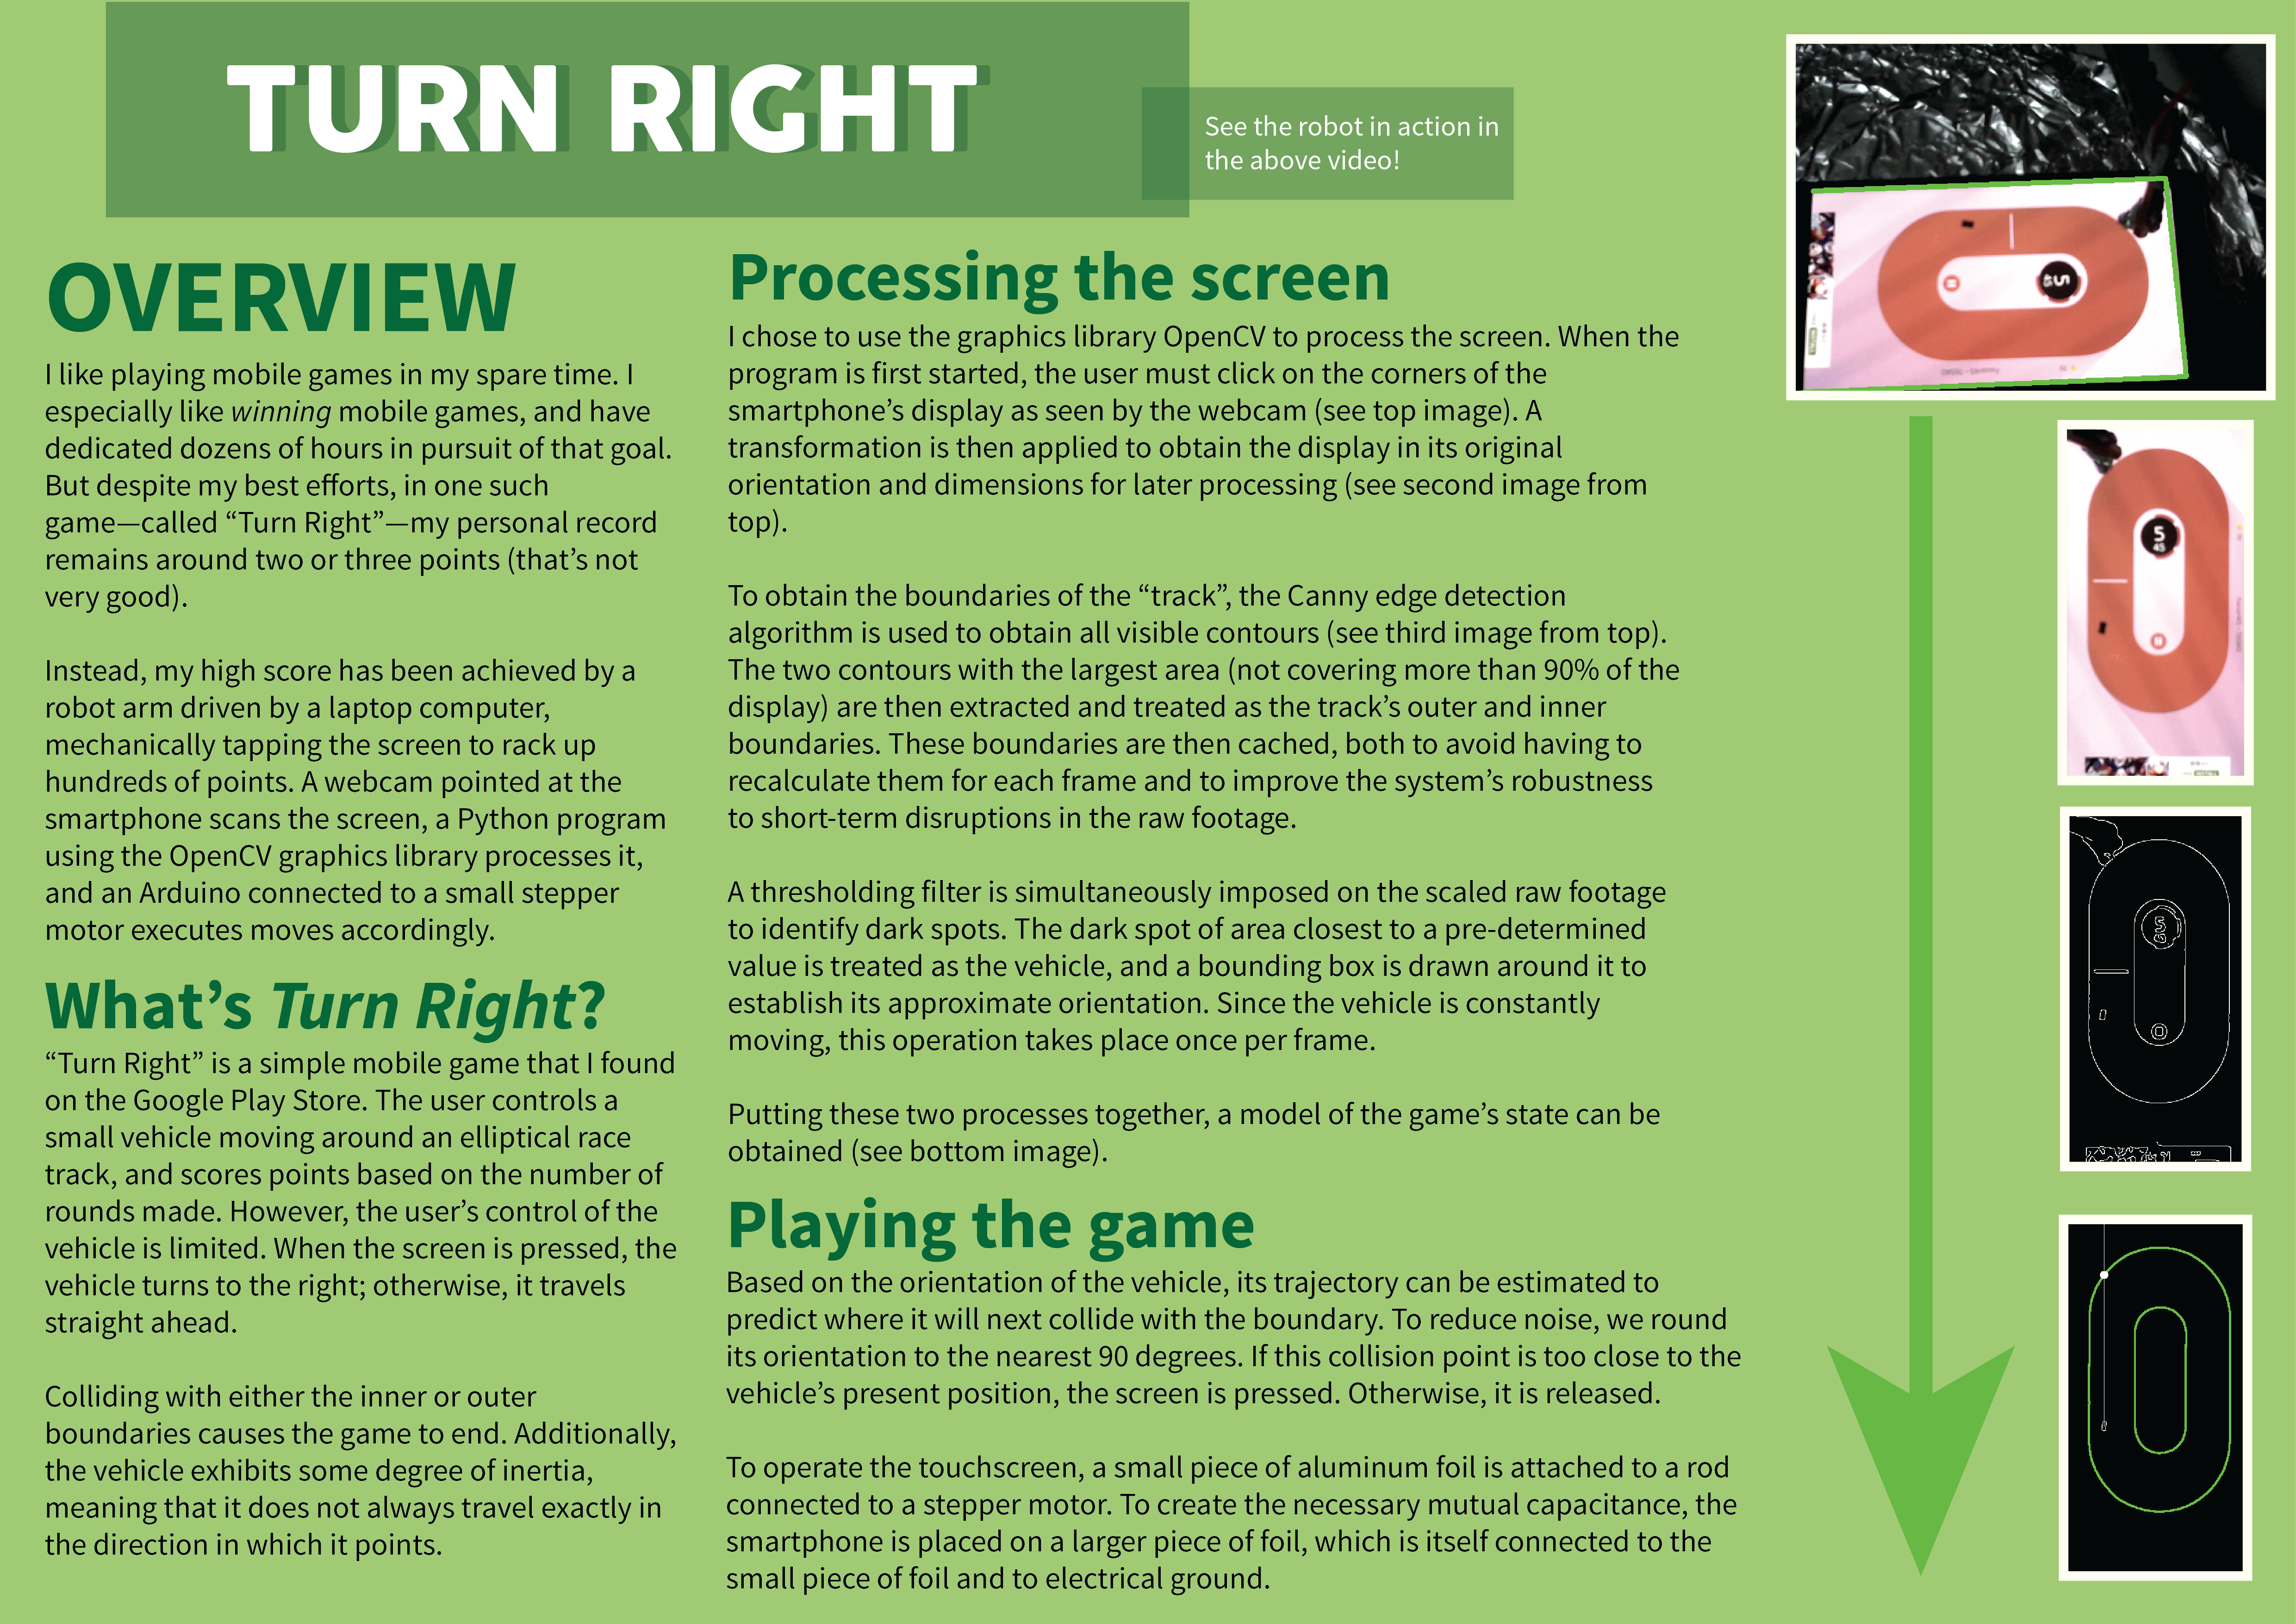 TURN RIGHT
See the robot in action in
the above video!
OVERVIEW
I like playing mobile games in my spare time. I
especially like winning mobile games, and have
dedicated dozens of hours in pursuit of that goal.
But despite my best efforts, in one such
game—called “Turn Right”—my personal record
remains around two or three points (that’s not
very good).
Instead, my high score has been achieved by a
robot arm driven by a laptop computer,
mechanically tapping the screen to rack up
hundreds of points. A webcam pointed at the
smartphone scans the screen, a Python program
using the OpenCV graphics library processes it,
and an Arduino connected to a small stepper
motor executes moves accordingly.
What’s Turn Right?
“Turn Right” is a simple mobile game that I found
on the Google Play Store. The user controls a
small vehicle moving around an elliptical race
track, and scores points based on the number of
rounds made. However, the user’s control of the
vehicle is limited. When the screen is pressed, the
vehicle turns to the right; otherwise, it travels
straight ahead.
Colliding with either the inner or outer
boundaries causes the game to end. Additionally,
the vehicle exhibits some degree of inertia,
meaning that it does not always travel exactly in
the direction in which it points.
Processing the screen
I chose to use the graphics library OpenCV to process the screen. When the
program is first started, the user must click on the corners of the
smartphone’s display as seen by the webcam (see top image). A
transformation is then applied to obtain the display in its original
orientation and dimensions for later processing (see second image from
top).
To obtain the boundaries of the “track”, the Canny edge detection
algorithm is used to obtain all visible contours (see third image from top).
The two contours with the largest area (not covering more than 90% of the
display) are then extracted and treated as the track’s outer and inner
boundaries. These boundaries are then cached, both to avoid having to
recalculate them for each frame and to improve the system’s robustness
to short-term disruptions in the raw footage.
A thresholding filter is simultaneously imposed on the scaled raw footage
to identify dark spots. The dark spot of area closest to a pre-determined
value is treated as the vehicle, and a bounding box is drawn around it to
establish its approximate orientation. Since the vehicle is constantly
moving, this operation takes place once per frame.
Putting these two processes together, a model of the game’s state can be
obtained (see bottom image).
Playing the game
Based on the orientation of the vehicle, its trajectory can be estimated to
predict where it will next collide with the boundary. To reduce noise, we round
its orientation to the nearest 90 degrees. If this collision point is too close to the
vehicle’s present position, the screen is pressed. Otherwise, it is released.
To operate the touchscreen, a small piece of aluminum foil is attached to a rod
connected to a stepper motor. To create the necessary mutual capacitance, the
smartphone is placed on a larger piece of foil, which is itself connected to the
small piece of foil and to electrical ground.
5
45
5
45